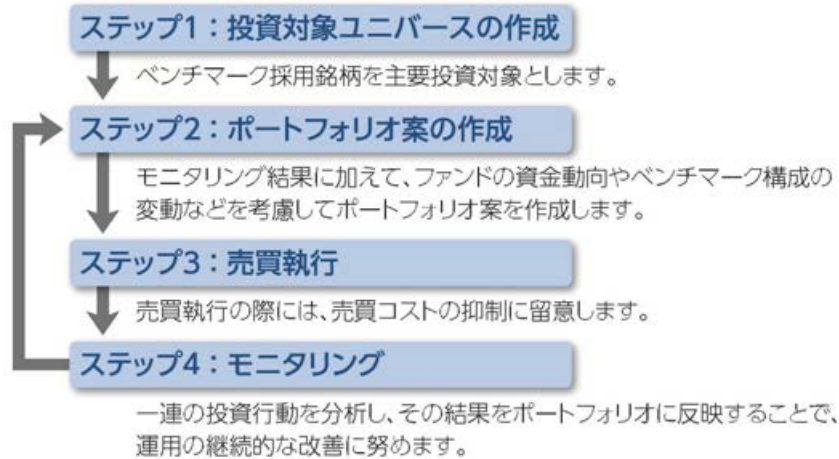 ステップ1：投資対象ユニバースの作成
ベンチマーク採用銘柄を主要投資対象とします。
ステップ2：ポートフォリオ案の作成
モニタリング結果に加えて、ファンドの資金動向やベンチマーク構成の
変動などを考慮してポートフォリオ案を作成します。
ステップ3：売買執行
売買執行の際には、売買コストの抑制に留意します。
ステップ4：モニタリング
一連の投資行動を分析し、その結果をポートフォリオに反映することで、
運用の継続的な改善に努めます。